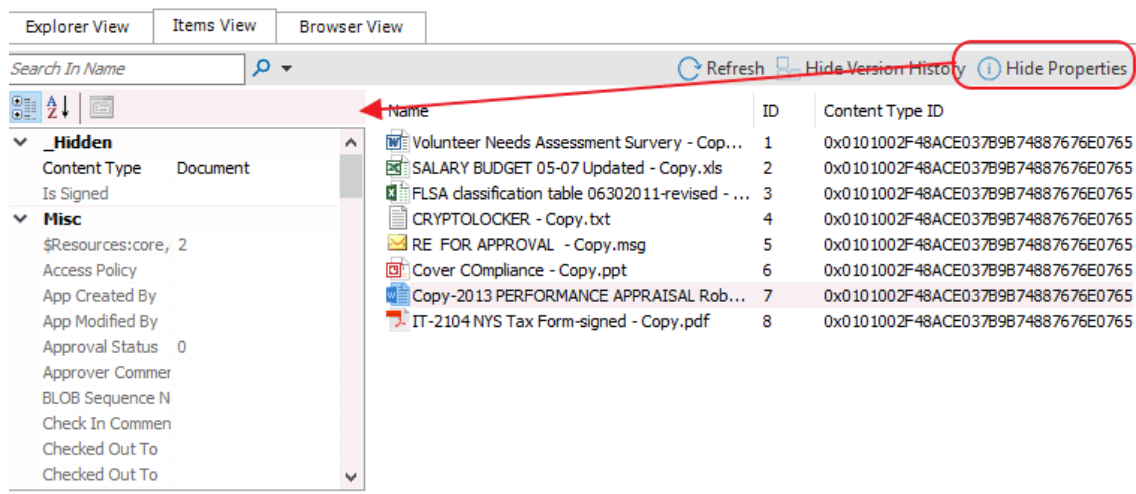 Explorer View Items View Browser View
Search In Name Refresh Hide Version History Hide Properties
Name ID Content Type ID
_Hidden
Content Type Document
Is Signed
Misc
$Resources:core, 2
Access Policy
App Created By
App Modified By
Approval Status 0
Approver Commer
BLOB Sequence N
Check In Commen
Checked Out To
Checked Out To
Volunteer Needs Assessment Survery - Cop... 1 0x0101002F48ACE037B9B74887676E0765
SALARY BUDGET 05-07 Updated - Copy.xls 2 0x0101002F48ACE037B9B74887676E0765
FLSA classification table 06302011-revised - ... 3 0x0101002F48ACE037B9B74887676E0765
CRYPTOLOCKER - Copy.txt 4 0x0101002F48ACE037B9B74887676E0765
RE FOR APPROVAL - Copy.msg 5 0x0101002F48ACE037B9B74887676E0765
Cover COmpliance - Copy.ppt 6 0x0101002F48ACE037B9B74887676E0765
Copy-2013 PERFORMANCE APPRAISAL Rob... 7 0x0101002F48ACE037B9B74887676E0765
IT-2104 NYS Tax Form-signed - Copy.pdf 8 0x0101002F48ACE037B9B74887676E0765